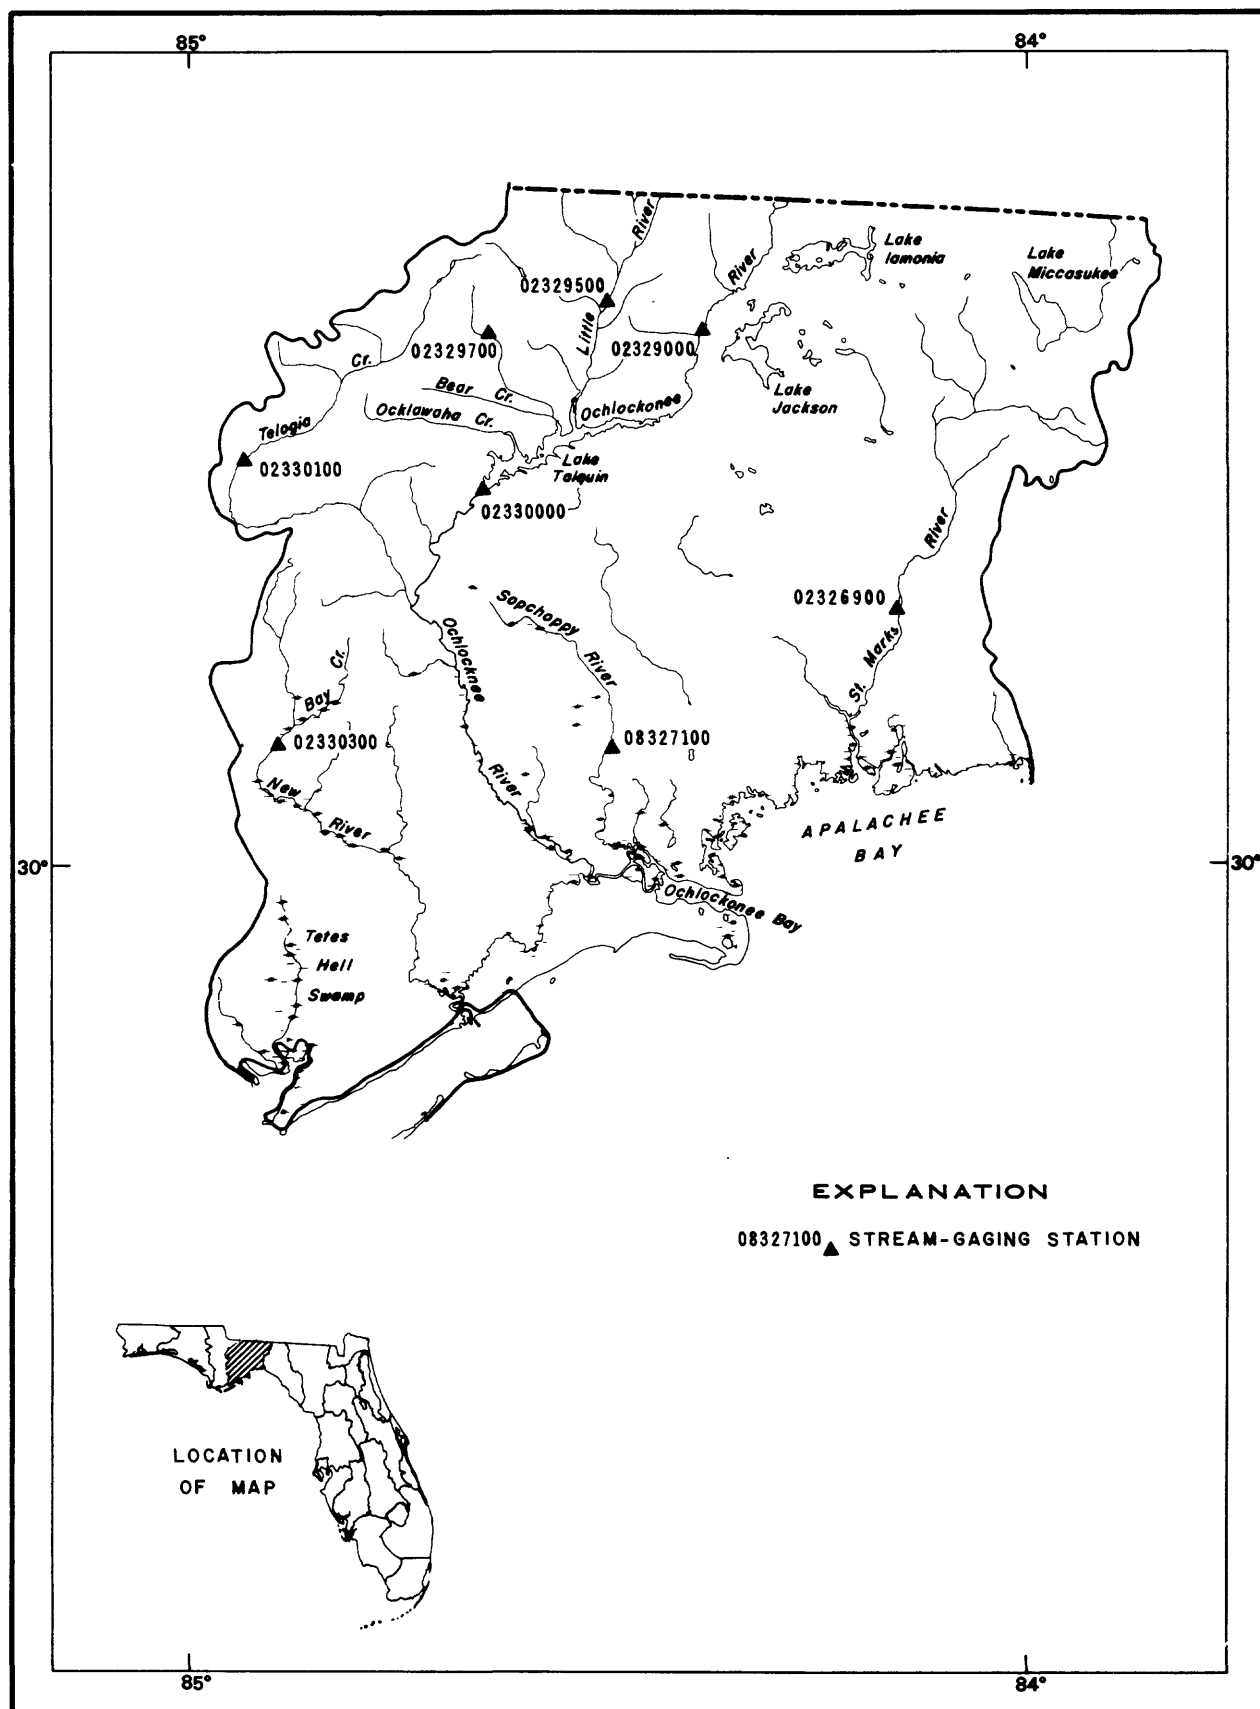 85°
84°
River
Lake
Iamonia
Lake
Miccasukee
River
02329500
Little
02329700
02329000
Cr.
Bear Cr.
Ocklawaha Cr.
Ochlockonee
Lake
Jackson
Telogia
02330100
Lake
Talquin
02330000
River
02326900
Sopchoppy
River
Ochlocknee
River
St. Marks
Bay Cr.
02330300
08327100
New
River
APALACHEE
BAY
30°
30°
Ochlockonee Bay
Tates
Hell
Swamp
EXPLANATION
08327100 STREAM-GAGING STATION
LOCATION
OF MAP
85°
84°